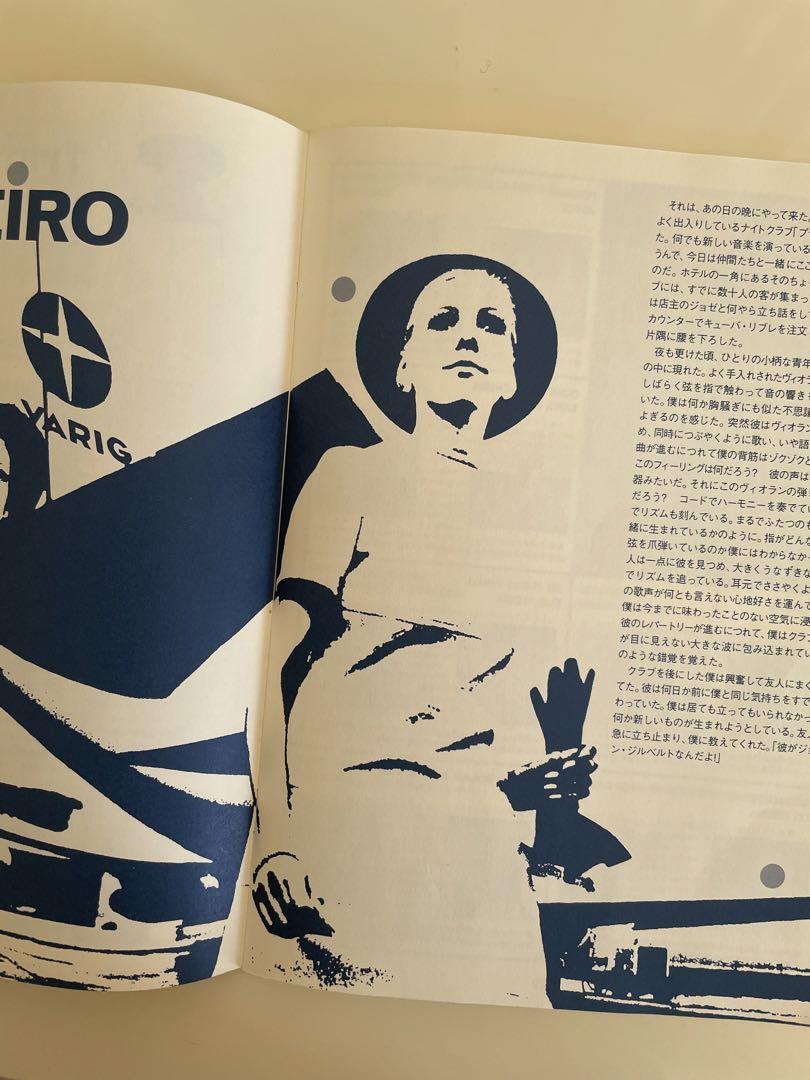 EIRO
VARIG
それは、あの日の晩にやって来た。
よく出入りしているナイトクラブ「プ
た。何でも新しい音楽を演っている
うんで、今日は仲間たちと一緒にここ
のだ。ホテルの一角にあるそのちょ
ブには、すでに数十人の客が集まっ
は店主のジョゼと何やら立ち話をし
カウンターでキューバ・リブレを注文
片隅に腰を下ろした。
夜も更けた頃、ひとりの小柄な青年
の中に現れた。よく手入れされたヴィオ
しばらく弦を指で触わって音の響きを
いた。僕は何か胸騒ぎにも似た不思議
よぎるのを感じた。突然彼はヴィオラン
め、同時につぶやくように歌い、いや語
曲が進むにつれて僕の背筋はゾクゾクと
このフィーリングは何だろう? 彼の声は
器みたいだ。それにこのヴィオランの弾
だろう? コードでハーモニーを奏でてい
でリズムも刻んでいる。まるでふたつのも
緒に生まれているかのように。指がどんな
弦を爪弾いているのか僕にはわからなか
人は一点に彼を見つめ、大きくうなずきな
でリズムを追っている。耳元でささやくよ
の歌声が何とも言えない心地好さを運んで
僕は今までに味わったことのない空気に浸
彼のレパートリーが進むにつれて、僕はクラ
が目に見えない大きな波に包み込まれてい
のような錯覚を覚えた。
クラブを後にした僕は興奮して友人にまく
てた。彼は何日か前に僕と同じ気持ちをすで
わっていた。僕は居ても立ってもいられなかっ
何か新しいものが生まれようとしている。友
急に立ち止まり、僕に教えてくれた。「彼がジョ
ン・ジルベルトなんだよ!」